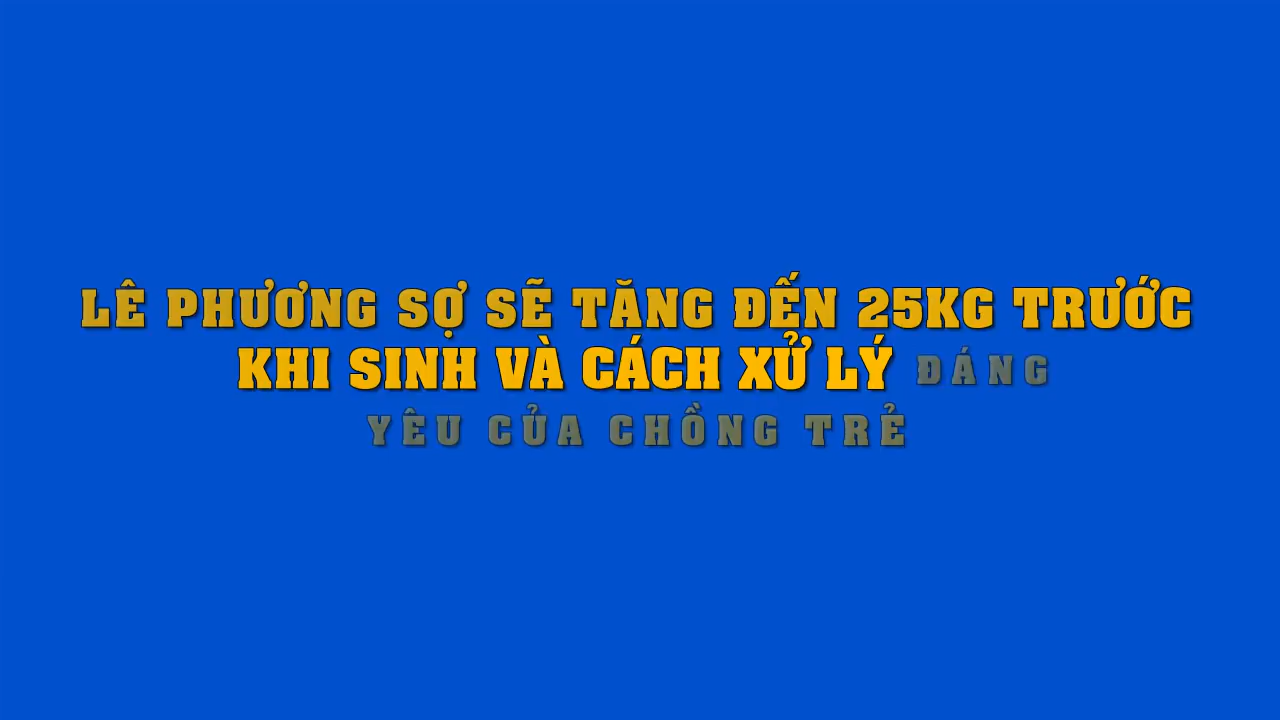 LÊ PHƯƠNG SỢ SẼ TĂNG ĐẾN 25KG TRƯỚC
KHI SINH VÀ CÁCH XỬ LÝ ĐÁNG
YÊU CỦA CHỒNG TRẺ